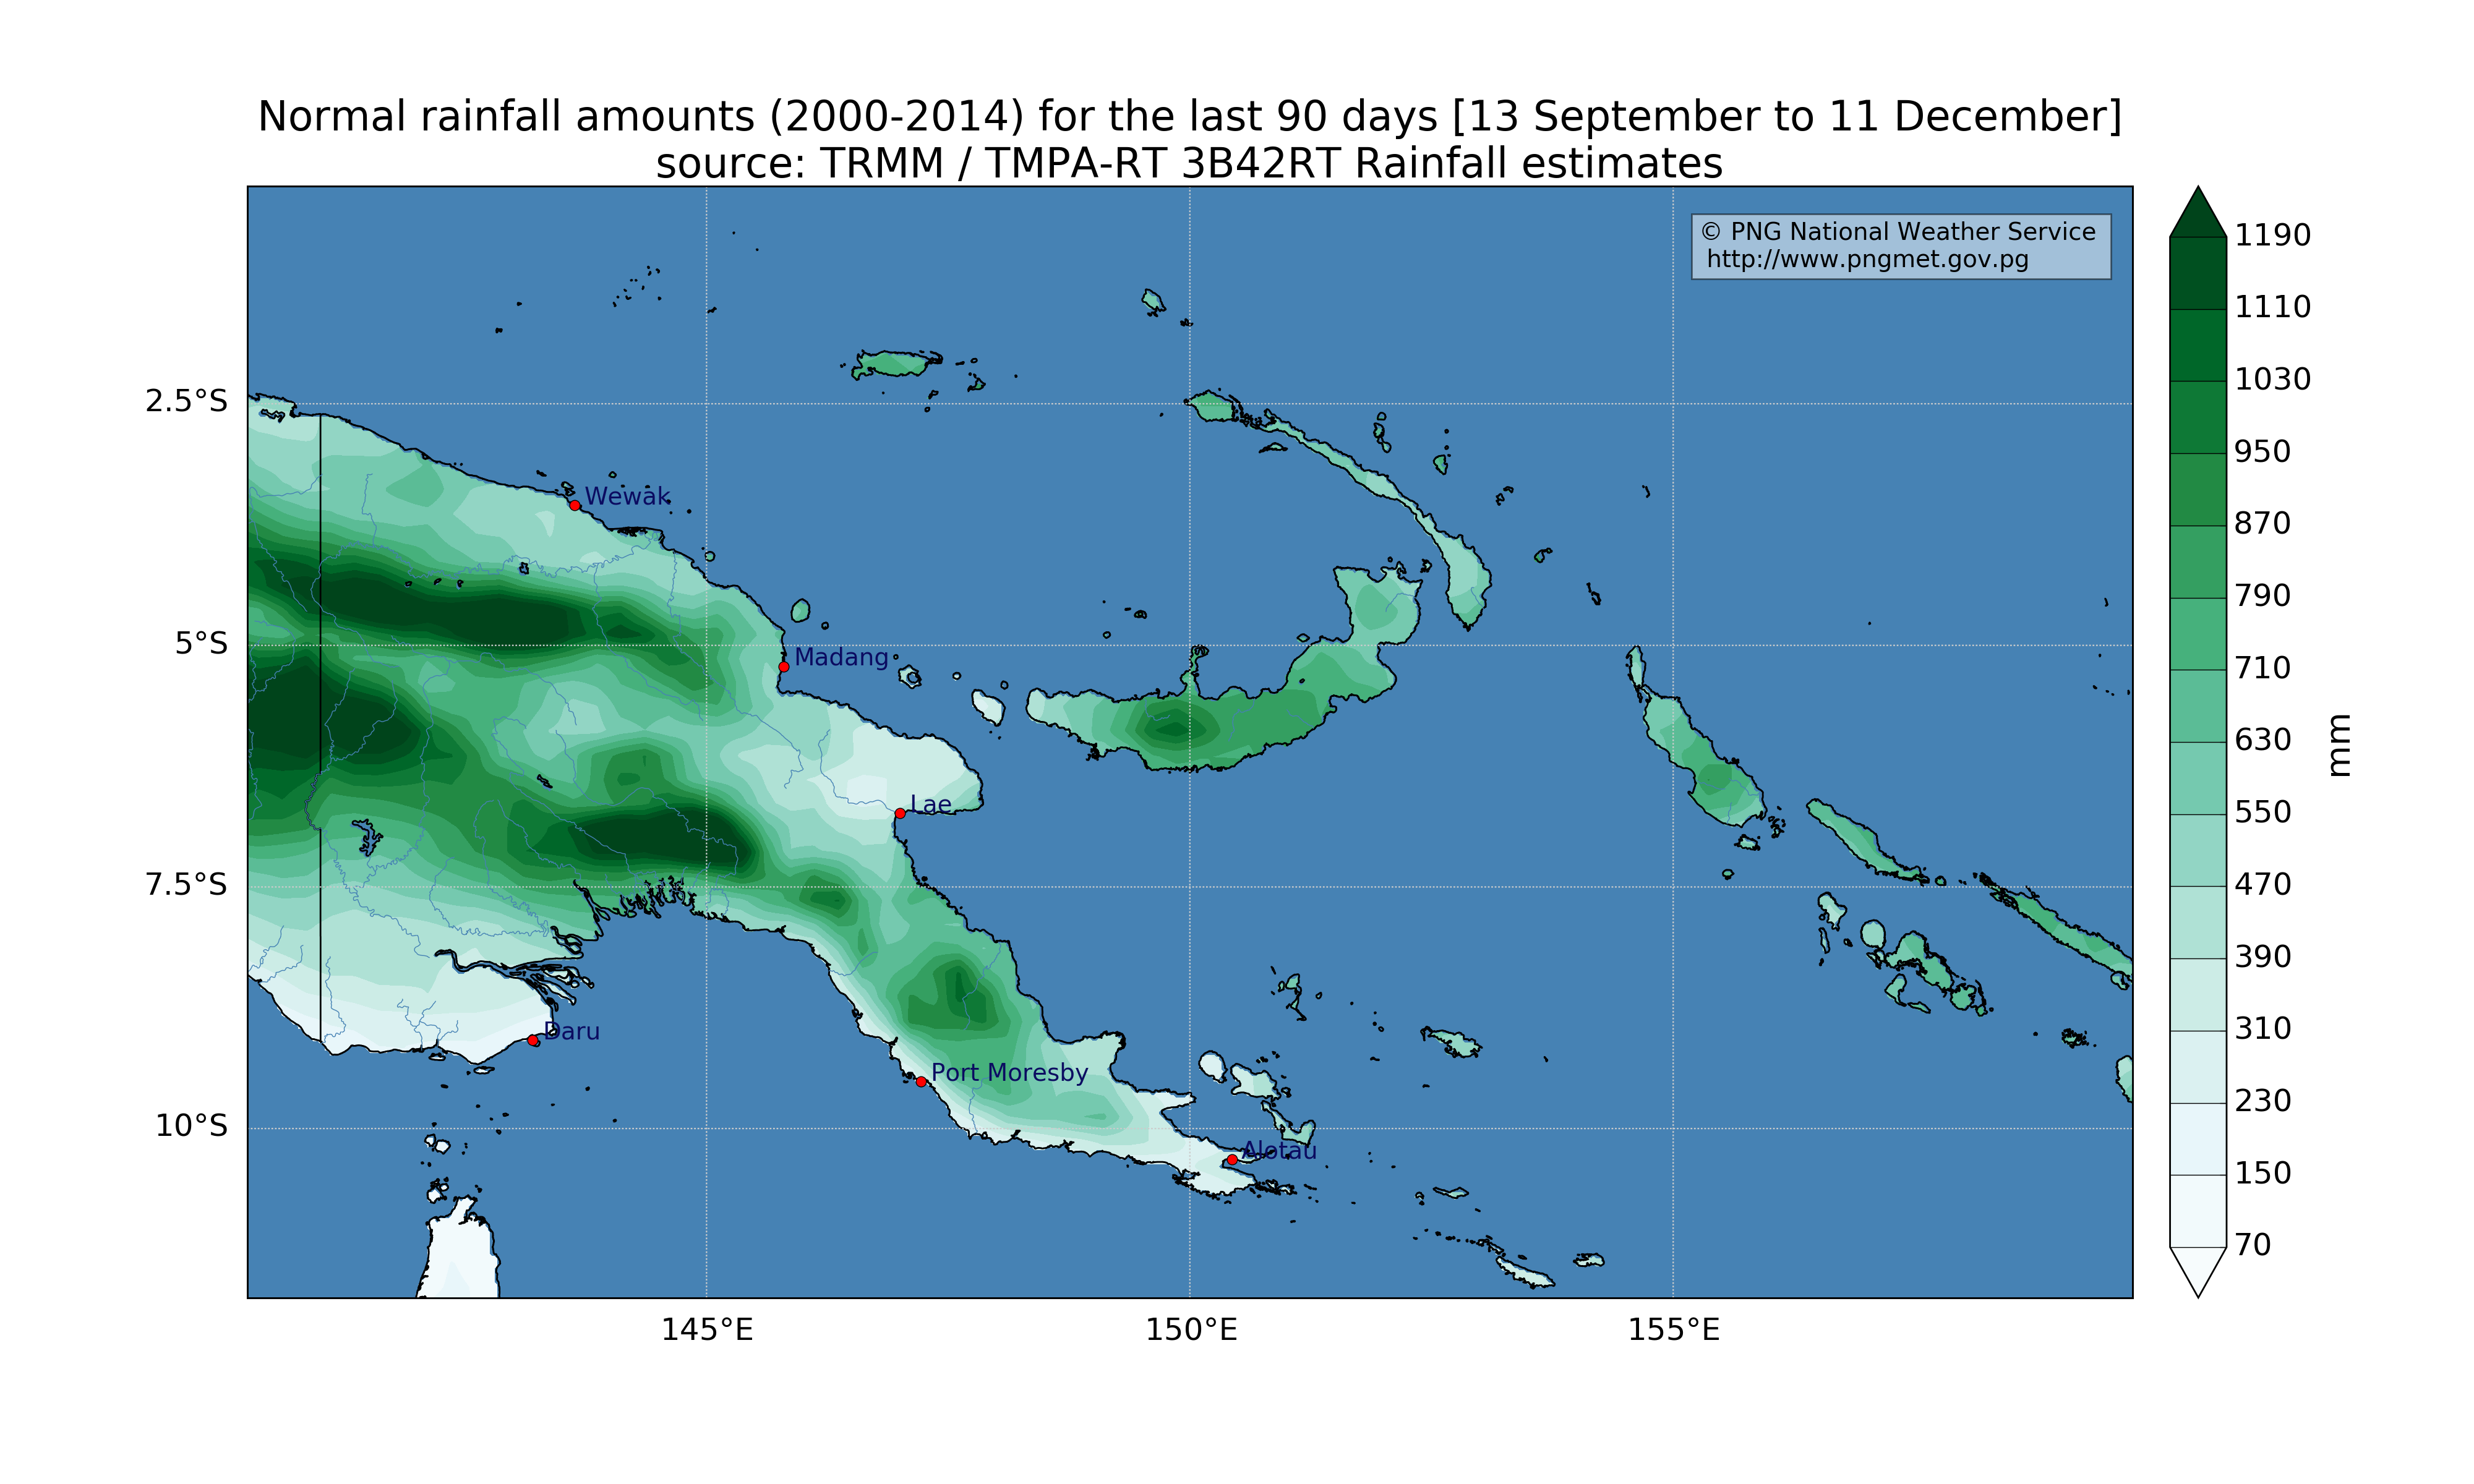 Normal rainfall amounts (2000-2014) for the last 90 days [13 September to 11 December]
source: TRMM / TMPA-RT 3B42RT Rainfall estimates
© PNG National Weather Service
http://www.pngmet.gov.pg
1190
1110
1030
950
870
790
710
630
550
470
390
310
230
150
70
mm
2.5°S
5°S
7.5°S
10°S
Wewak
Madang
Lae
Daru
Port Moresby
Alotau
145°E
150°E
155°E